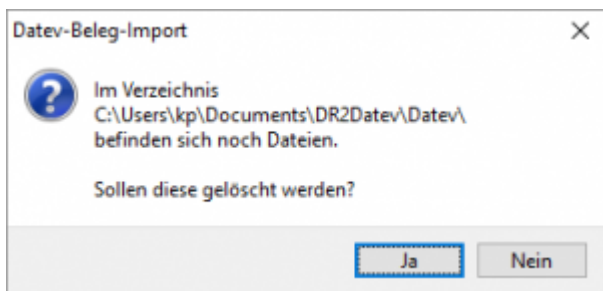 Datev-Beleg-Import
Im Verzeichnis
C:\Users\kp\Documents\DR2Datev\Datev\
befinden sich noch Dateien.
Sollen diese gelöscht werden?
Ja
Nein